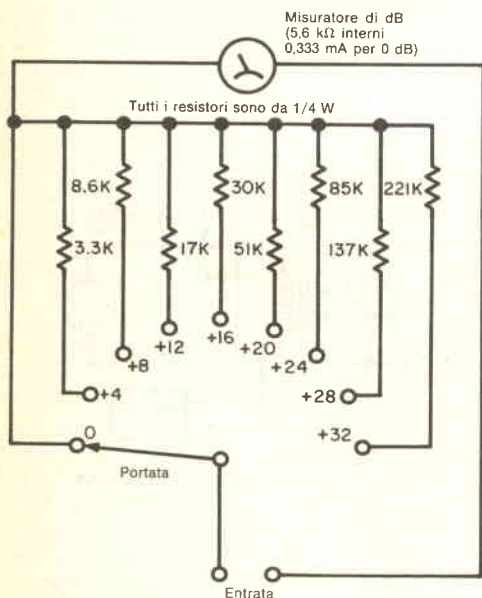 Misuratore di dB
(5,6 kΩ interni
0,333 mA per 0 dB)
Tutti i resistori sono da 1/4 W
8.6K
30K
85K
221K
3.3K
17K
51K
137K
+16
+12
+20
+8
+24
+4
+28
0
+32
Portata
Entrata